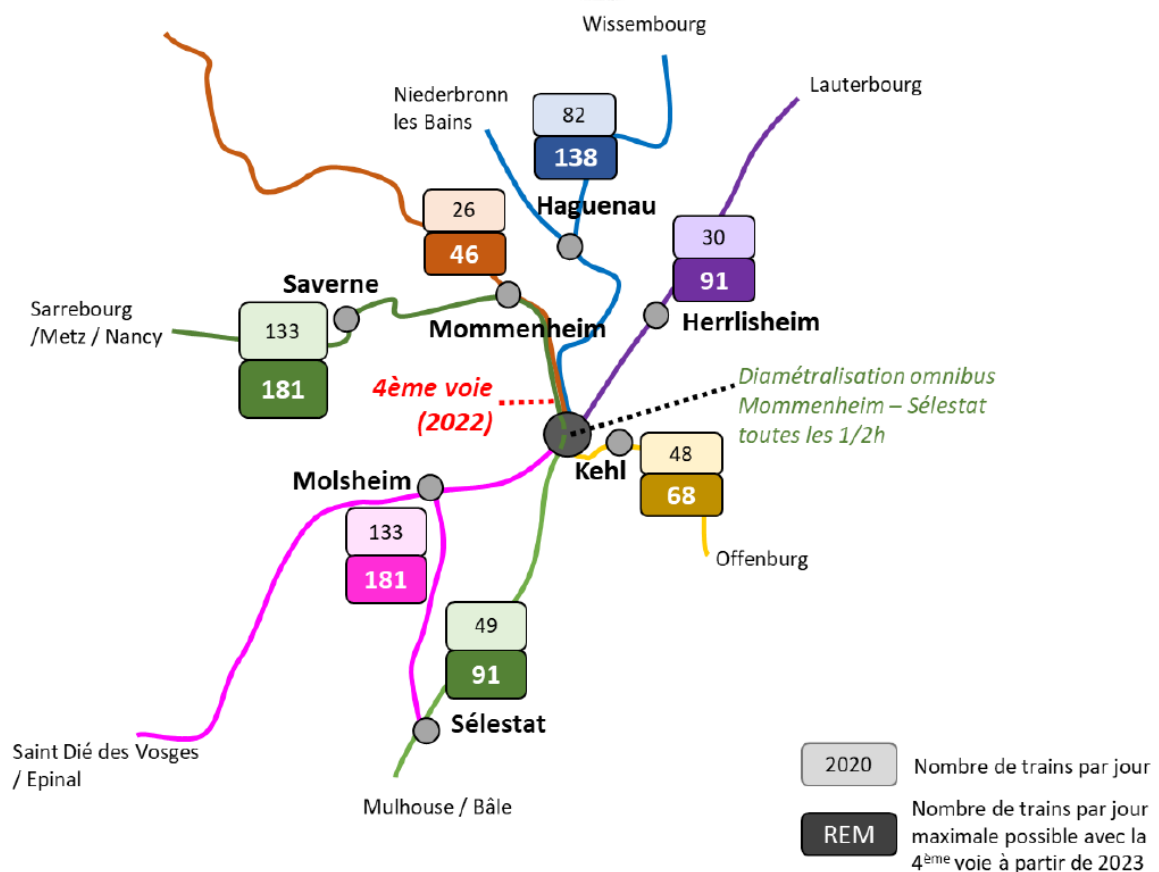 Wissembourg
Niederbronn
les Bains
Lauterbourg
82
138
Haguenau
26
46
30
91
Herrlisheim
Saverne
Mommenheim
Sarrebourg
/Metz / Nancy
133
181
4ème voie
(2022)
Diamétralisation omnibus
Mommenheim – Sélestat
toutes les 1/2h
Kehl
48
68
Offenburg
Molsheim
133
181
49
91
Sélestat
Saint Dié des Vosges
/ Epinal
Mulhouse / Bâle
2020
Nombre de trains par jour
REM
Nombre de trains par jour
maximale possible avec la
4ème voie à partir de 2023